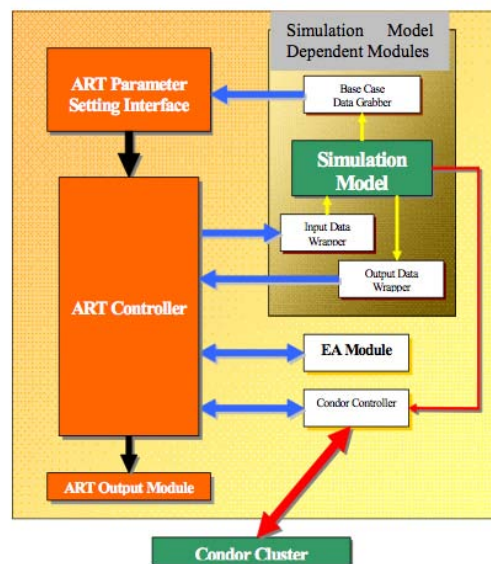 Simulation Model
Dependent Modules
ART Parameter
Setting Interface
Base Case
Data Grabber
Simulation
Model
Input Data
Wrapper
Output Data
Wrapper
ART Controller
EA Module
Condor Controller
ART Output Module
Condor Cluster